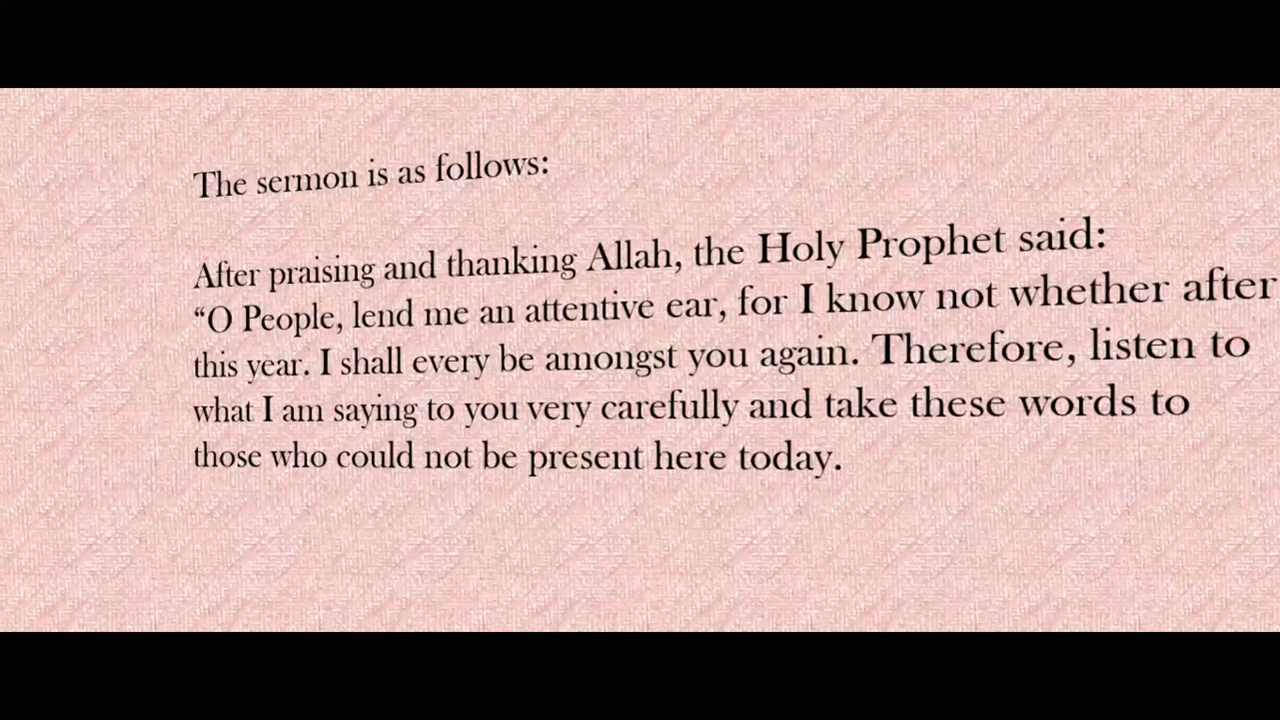 The sermon is as follows:
After praising and thanking Allah, the Holy Prophet said:
“O People, lend me an attentive ear, for I know not whether after
this year. I shall every be amongst you again. Therefore, listen to
what I am saying to you very carefully and take these words to
those who could not be present here today.